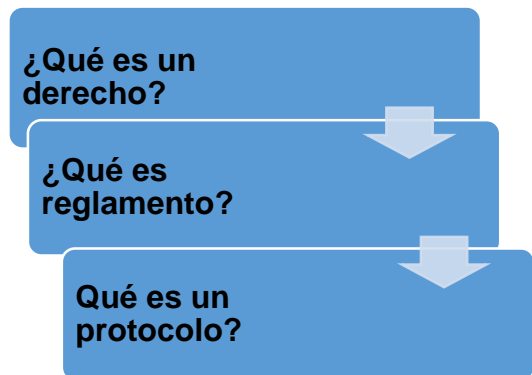 ¿Qué es un
derecho?
¿Qué es
reglamento?
Qué es un
protocolo?